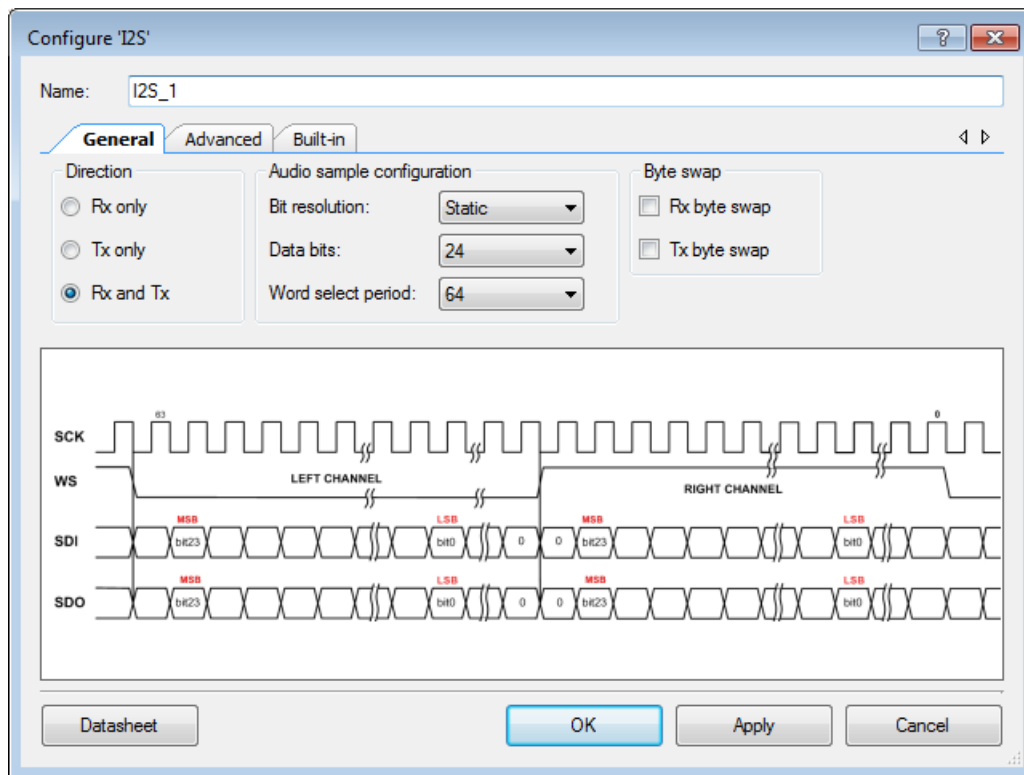 Configure 'I2S'
Name: I2S_1
General Advanced Built-in
Direction Audio sample configuration Byte swap
Rx only Bit resolution: Static Rx byte swap
Tx only Data bits: 24 Tx byte swap
Rx and Tx Word select period: 64
63 0
SCK
WS LEFT CHANNEL RIGHT CHANNEL
MSB LSB MSB LSB
SDI bit23 bit0 0 0 bit23 bit0
MSB LSB MSB LSB
SDO bit23 bit0 0 0 bit23 bit0
Datasheet OK Apply Cancel